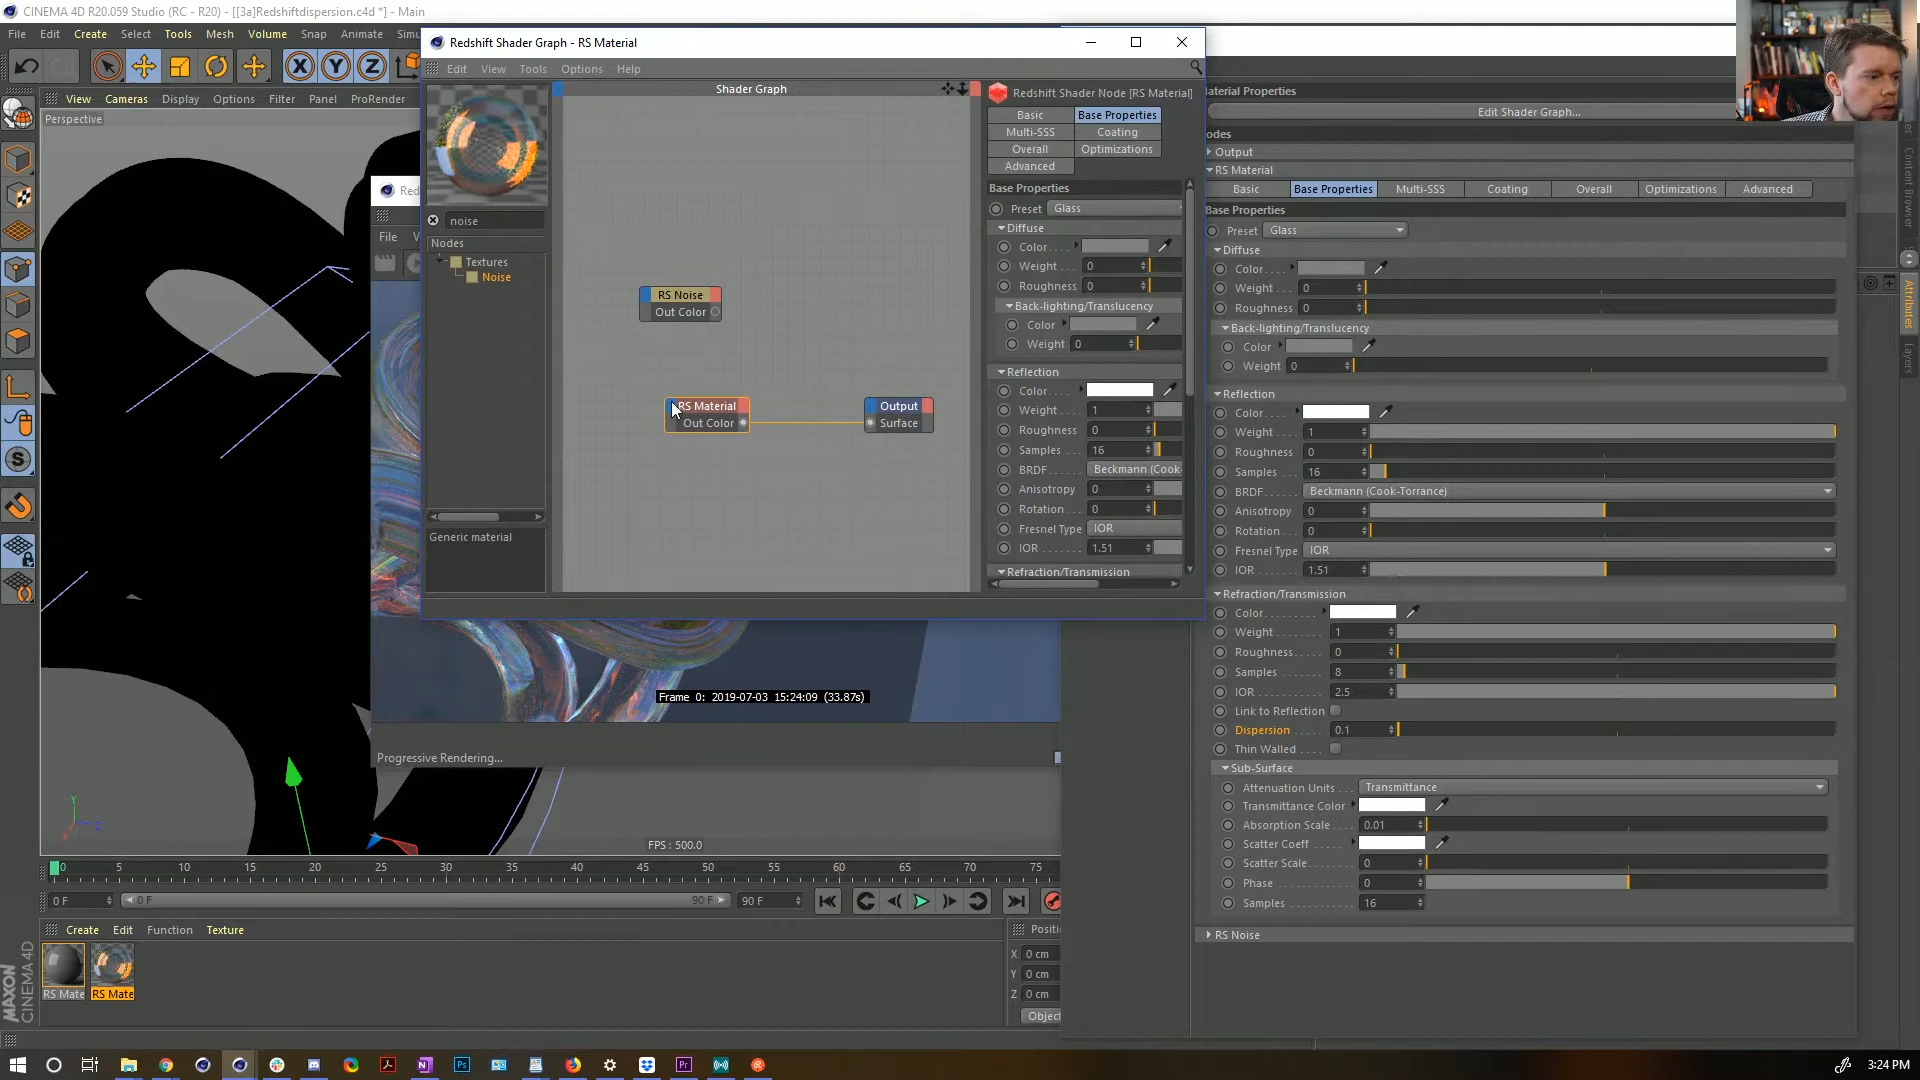 CINEMA 4D R20.059 Studio (RC - R20) - [[3a]Redshiftdispersion.c4d *] - Main
File Edit Create Select Tools Mesh Volume Snap Animate Simu
View Cameras Display Options Filter Panel ProRender
Perspective
File
Redshift Shader Graph - RS Material
Edit View Tools Options Help
noise
Nodes
Textures
Noise
Generic material
Shader Graph
RS Noise
Out Color
RS Material
Out Color
Output
Surface
Redshift Shader Node [RS Material]
Basic Base Properties
Multi-SSS Coating
Overall Optimizations
Advanced
Base Properties
Preset Glass
Diffuse
Color
Weight 0
Roughness 0
Back-lighting/Translucency
Color
Weight 0
Reflection
Color
Weight 1
Roughness 0
Samples 16
BRDF Beckmann (Cook-
Anisotropy 0
Rotation 0
Fresnel Type IOR
IOR 1.51
Refraction/Transmission
Frame 0: 2019-07-03 15:24:09 (33.87s)
Progressive Rendering...
FPS : 500.0
Y
Material Properties
Edit Shader Graph...
Output
RS Material
Basic Base Properties Multi-SSS Coating Overall Optimizations Advanced
Base Properties
Preset Glass
Diffuse
Color
Weight 0
Roughness 0
Back-lighting/Translucency
Color
Weight 0
Reflection
Color
Weight 1
Roughness 0
Samples 16
BRDF Beckmann (Cook-Torrance)
Anisotropy 0
Rotation 0
Fresnel Type IOR
IOR 1.51
Refraction/Transmission
Color
Weight 1
Roughness 0
Samples 8
IOR 2.5
Link to Reflection
Dispersion 0.1
Thin Walled
Sub-Surface
Attenuation Units Transmittance
Transmittance Color
Absorption Scale 0.01
Scatter Coeff
Scatter Scale 0
Phase 0
Samples 16
RS Noise
Content Browser
Attributes
Layers
0 5 10 15 20 25 30 35 40 45 50 55 60 65 70 75
0 F 0 F 90 F 90 F
Create Edit Function Texture
RS Mate RS Mate
Positi
X 0 cm
Y 0 cm
Z 0 cm
Object
MAXON
CINEMA 4D
3:24 PM